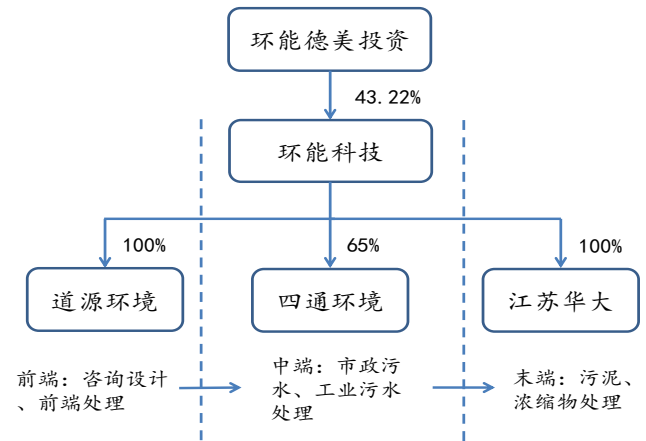 环能德美投资
43.22%
环能科技
100%
65%
100%
道源环境
四通环境
江苏华大
前端：咨询设计
、前端处理
中端：市政污
水、工业污水
处理
末端：污泥、
浓缩物处理